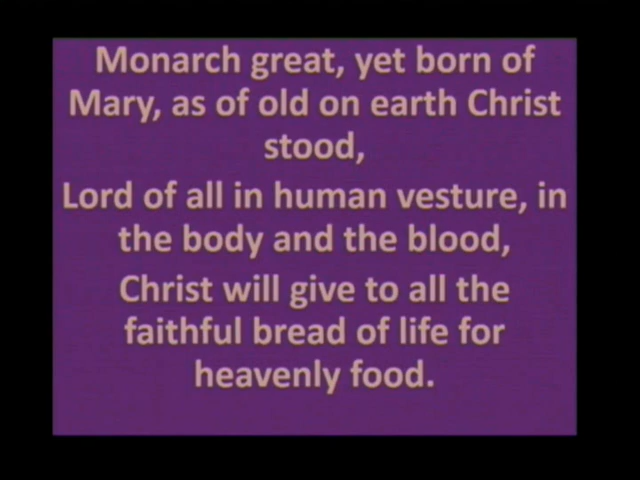 Monarch great, yet born of
Mary, as of old on earth Christ
stood,
Lord of all in human vesture, in
the body and the blood,
Christ will give to all the
faithful bread of life for
heavenly food.